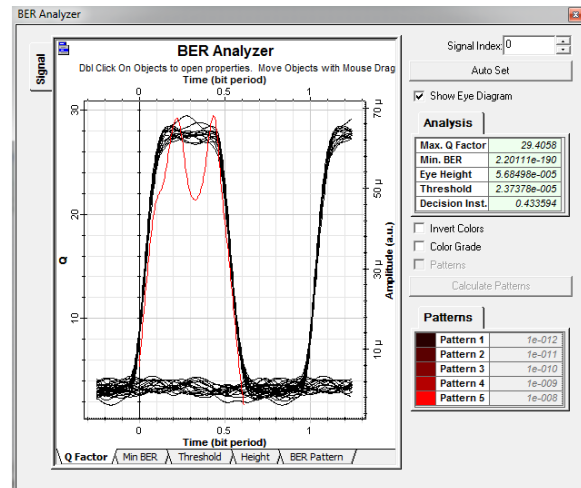 BER Analyzer
Signal
BER Analyzer
Dbl Click On Objects to open properties. Move Objects with Mouse Drag
Time (bit period)
0 0.5 1
30
20
10
Q
70 µ
50 µ
30 µ
10 µ
Amplitude (a.u.)
0 0.5 1
Time (bit period)
Q Factor Min BER Threshold Height BER Pattern
Signal Index: 0
Auto Set
Show Eye Diagram
Analysis
Max. Q Factor 29.4058
Min. BER 2.20111e-190
Eye Height 5.68498e-005
Threshold 2.37378e-005
Decision Inst. 0.433594
Invert Colors
Color Grade
Patterns
Calculate Patterns
Patterns
Pattern 1 1e-012
Pattern 2 1e-011
Pattern 3 1e-010
Pattern 4 1e-009
Pattern 5 1e-008